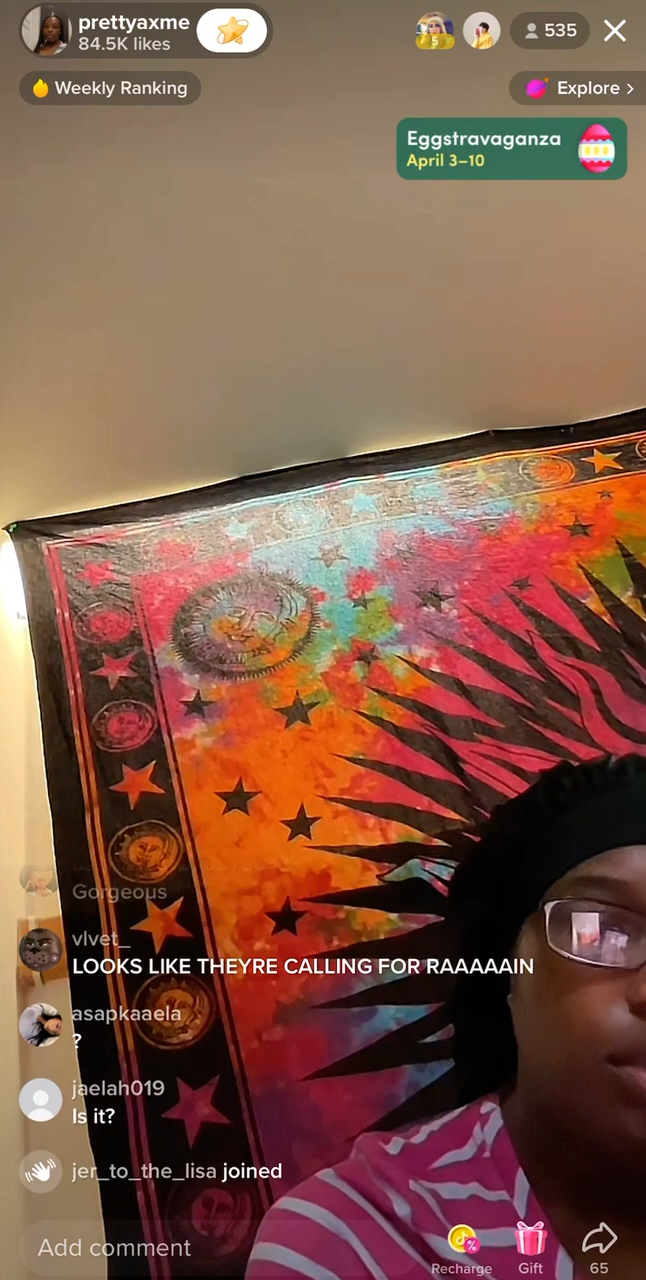 prettyaxme
84.5K likes
5
535
Weekly Ranking
Explore >
Eggstravaganza
April 3–10
Gorgeous
vlvet_
LOOKS LIKE THEYRE CALLING FOR RAAAAAIN
asapkaaela
?
jaelah019
Is it?
jer_to_the_lisa joined
Add comment
Recharge
Gift
65